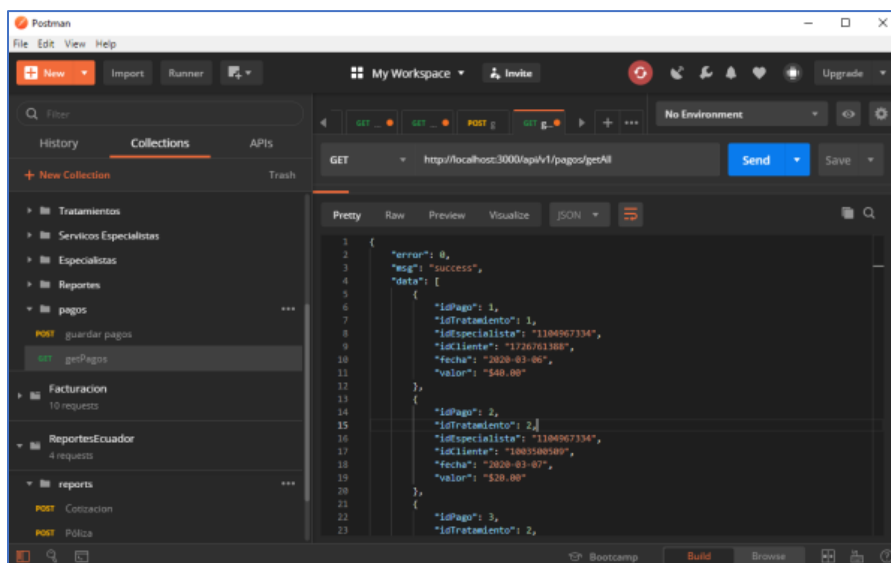 Postman
File Edit View Help
New Import Runner My Workspace Invite Upgrade
Filter
History Collections APIs
+ New Collection Trash
Tratamientos
Servicos Especialistas
Especialistas
Reportes
pagos
POST guardar pagos
GET getPagos
Facturacion
10 requests
ReportesEcuador
4 requests
reports
POST Cotizacion
POST Póliza
GET _ GET _ POST g GET g_ + No Environment
GET http://localhost:3000/api/v1/pagos/getAll Send Save
Pretty Raw Preview Visualize JSON
1 {
2 "error": 0,
3 "msg": "success",
4 "data": [
5 {
6 "idPago": 1,
7 "idTratamiento": 1,
8 "idEspecialista": "1104967334",
9 "idCliente": "1726761388",
10 "fecha": "2020-03-06",
11 "valor": "$40.00"
12 },
13 {
14 "idPago": 2,
15 "idTratamiento": 2,
16 "idEspecialista": "1104967334",
17 "idCliente": "1003500509",
18 "fecha": "2020-03-07",
19 "valor": "$20.00"
20 },
21 {
22 "idPago": 3,
23 "idTratamiento": 2,
Bootcamp Build Browse